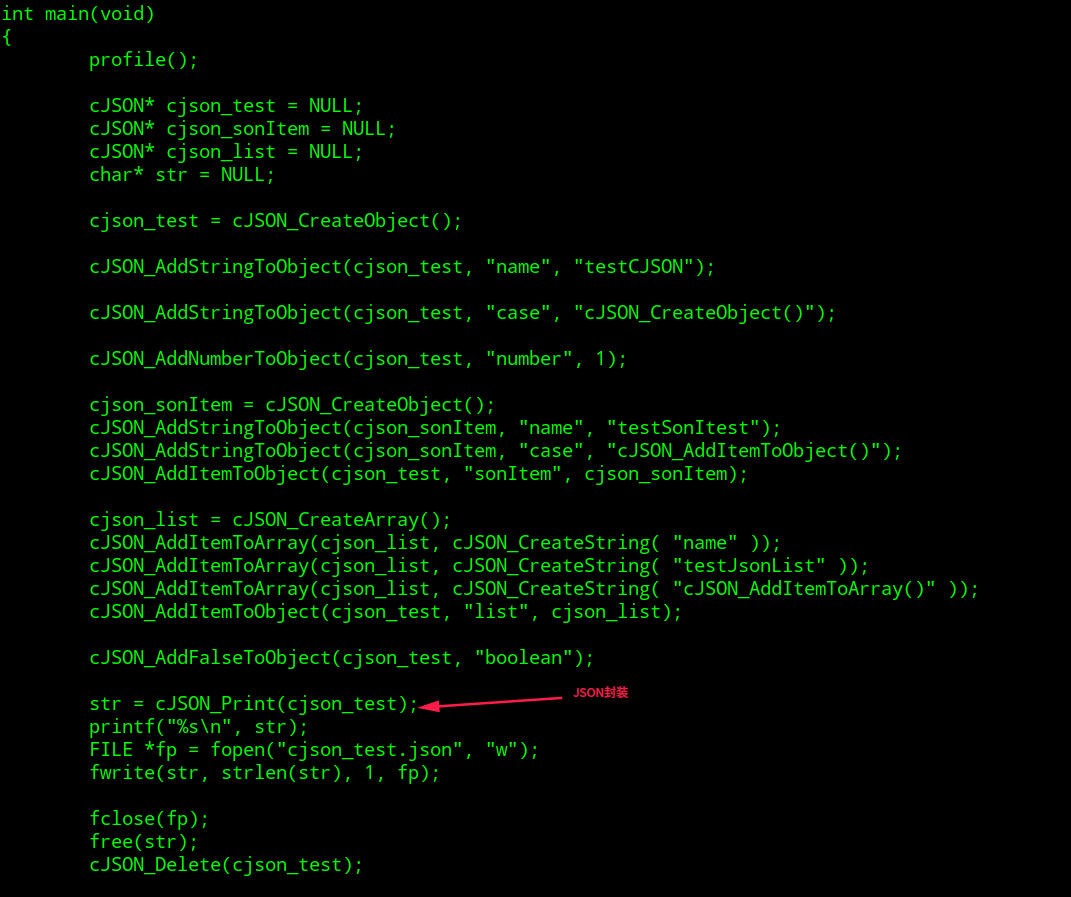 int main(void)
{
        profile();

        cJSON* cjson_test = NULL;
        cJSON* cjson_sonItem = NULL;
        cJSON* cjson_list = NULL;
        char* str = NULL;

        cjson_test = cJSON_CreateObject();

        cJSON_AddStringToObject(cjson_test, "name", "testCJSON");

        cJSON_AddStringToObject(cjson_test, "case", "cJSON_CreateObject()");

        cJSON_AddNumberToObject(cjson_test, "number", 1);

        cjson_sonItem = cJSON_CreateObject();
        cJSON_AddStringToObject(cjson_sonItem, "name", "testSonItest");
        cJSON_AddStringToObject(cjson_sonItem, "case", "cJSON_AddItemToObject()");
        cJSON_AddItemToObject(cjson_test, "sonItem", cjson_sonItem);

        cjson_list = cJSON_CreateArray();
        cJSON_AddItemToArray(cjson_list, cJSON_CreateString( "name" ));
        cJSON_AddItemToArray(cjson_list, cJSON_CreateString( "testJsonList" ));
        cJSON_AddItemToArray(cjson_list, cJSON_CreateString( "cJSON_AddItemToArray()" ));
        cJSON_AddItemToObject(cjson_test, "list", cjson_list);

        cJSON_AddFalseToObject(cjson_test, "boolean");

        str = cJSON_Print(cjson_test);
JSON封装
        printf("%s\n", str);
        FILE *fp = fopen("cjson_test.json", "w");
        fwrite(str, strlen(str), 1, fp);

        fclose(fp);
        free(str);
        cJSON_Delete(cjson_test);